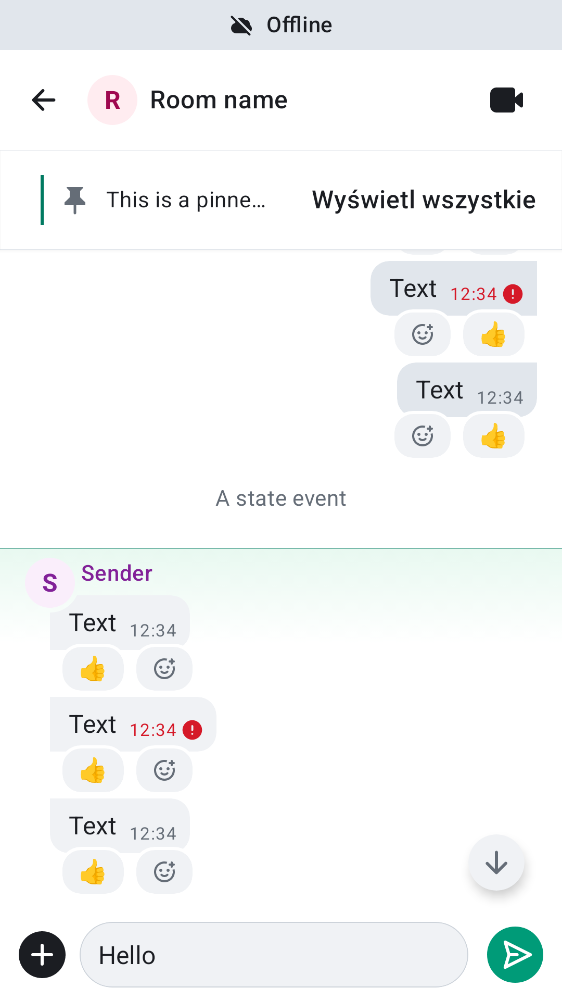 Offline
R Room name
This is a pinne… Wyświetl wszystkie
Text 12:34
Text 12:34
A state event
S Sender
Text 12:34
Text 12:34
Text 12:34
Hello